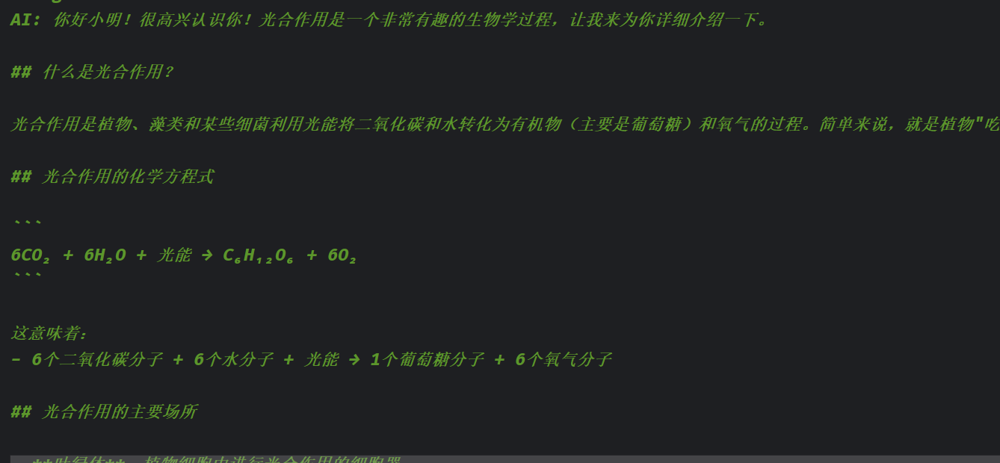 AI: 你好小明！很高兴认识你！光合作用是一个非常有趣的生物学过程，让我来为你详细介绍一下。
## 什么是光合作用？
光合作用是植物、藻类和某些细菌利用光能将二氧化碳和水转化为有机物（主要是葡萄糖）和氧气的过程。简单来说，就是植物"吃
## 光合作用的化学方程式
```
6CO₂ + 6H₂O + 光能 → C₆H₁₂O₆ + 6O₂
```
这意味着：
- 6个二氧化碳分子 + 6个水分子 + 光能 → 1个葡萄糖分子 + 6个氧气分子
## 光合作用的主要场所
**叶绿体** 植物细胞中进行光合作用的细胞器